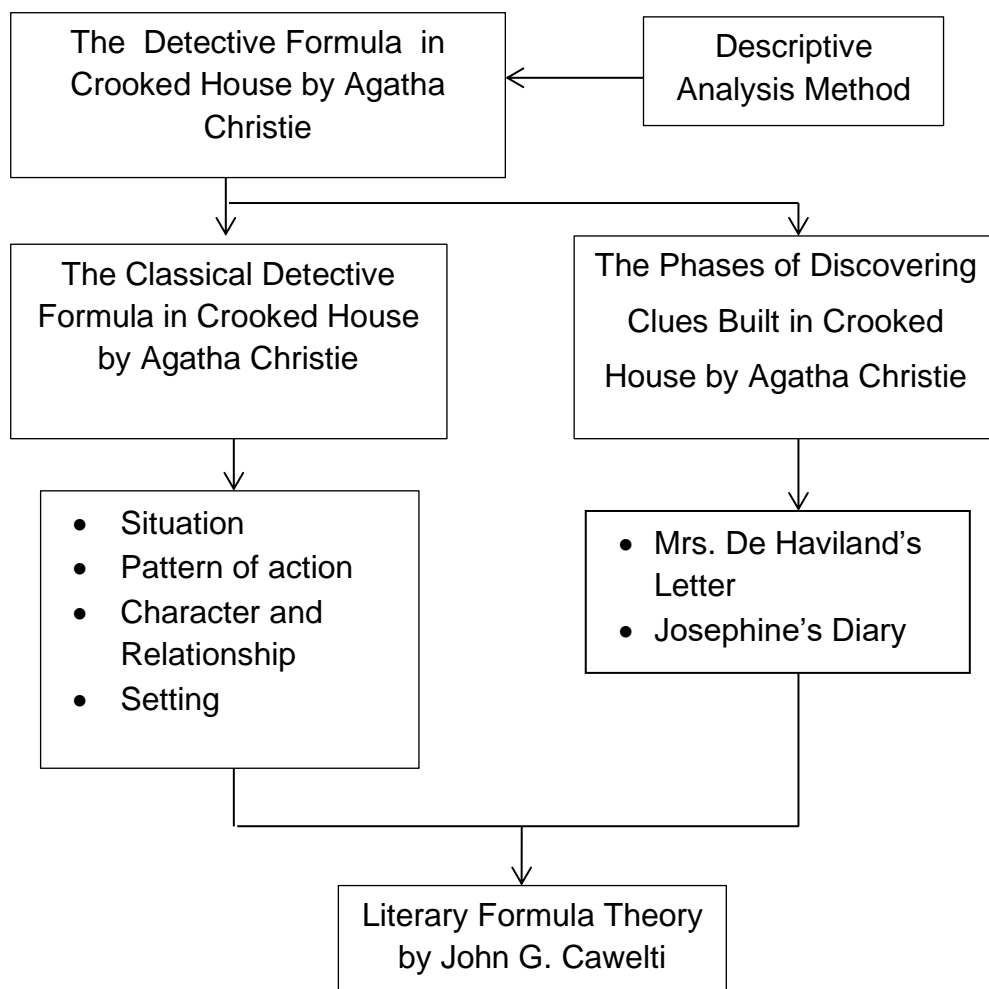 The Detective Formula in
Crooked House by Agatha
Christie
Descriptive
Analysis Method
The Classical Detective
Formula in Crooked House
by Agatha Christie
The Phases of Discovering
Clues Built in Crooked
House by Agatha Christie
• Situation
• Pattern of action
• Character and
Relationship
• Setting
• Mrs. De Haviland’s
Letter
• Josephine’s Diary
Literary Formula Theory
by John G. Cawelti